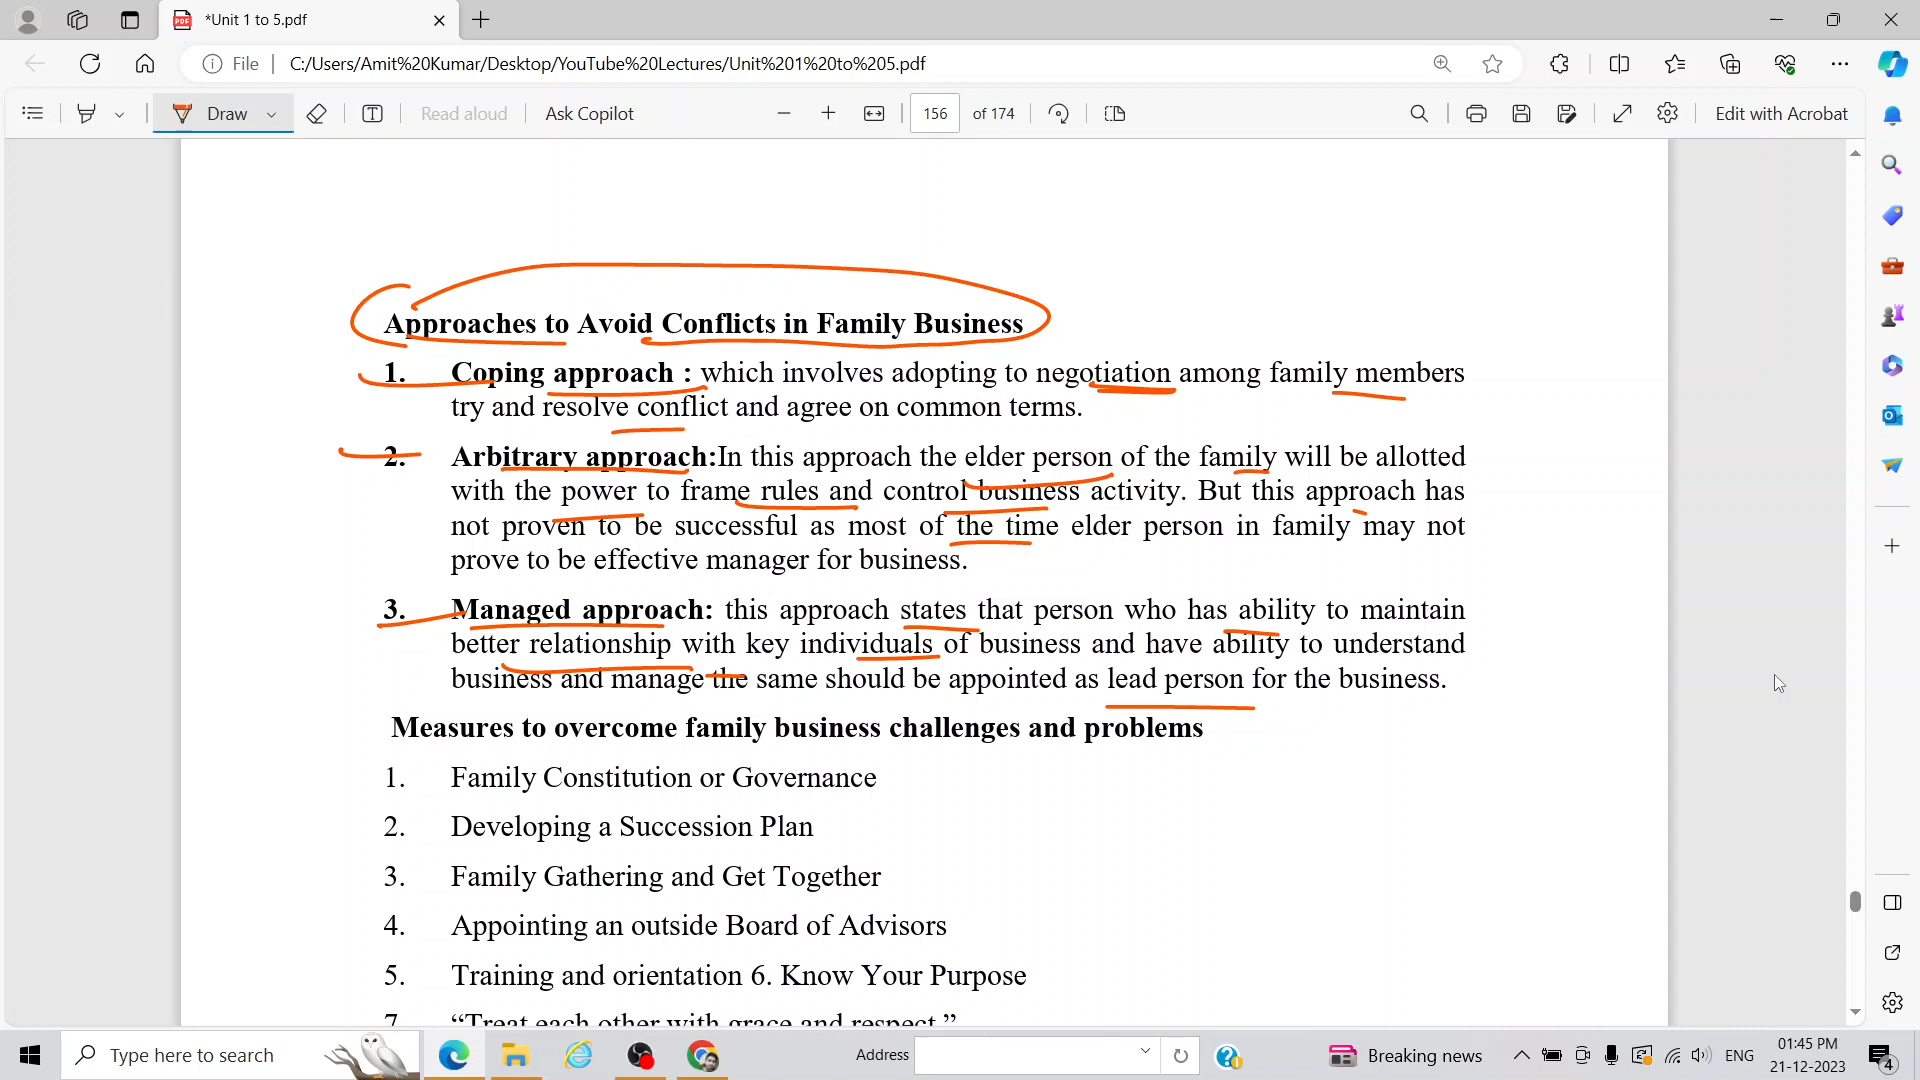 *Unit 1 to 5.pdf
File C:/Users/Amit%20Kumar/Desktop/YouTube%20Lectures/Unit%201%20to%205.pdf
Draw Read aloud Ask Copilot 156 of 174 Edit with Acrobat
Approaches to Avoid Conflicts in Family Business
1. Coping approach : which involves adopting to negotiation among family members
try and resolve conflict and agree on common terms.
2. Arbitrary approach:In this approach the elder person of the family will be allotted
with the power to frame rules and control business activity. But this approach has
not proven to be successful as most of the time elder person in family may not
prove to be effective manager for business.
3. Managed approach: this approach states that person who has ability to maintain
better relationship with key individuals of business and have ability to understand
business and manage the same should be appointed as lead person for the business.
Measures to overcome family business challenges and problems
1. Family Constitution or Governance
2. Developing a Succession Plan
3. Family Gathering and Get Together
4. Appointing an outside Board of Advisors
5. Training and orientation 6. Know Your Purpose
7. “Treat each other with grace and respect.”
Type here to search Address Breaking news ENG 01:45 PM
21-12-2023 4